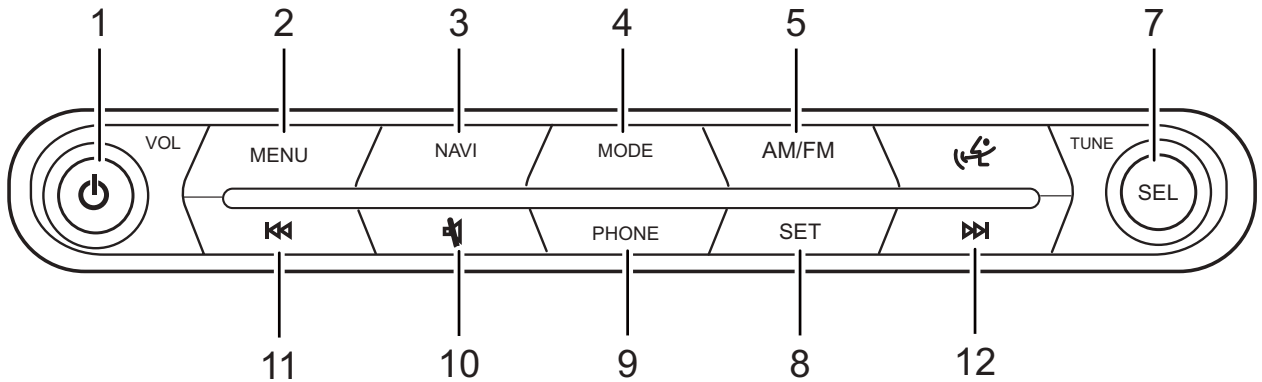 1 2 3 4 5 7
VOL MENU NAVI MODE AM/FM TUNE
SEL
PHONE SET
11 10 9 8 12